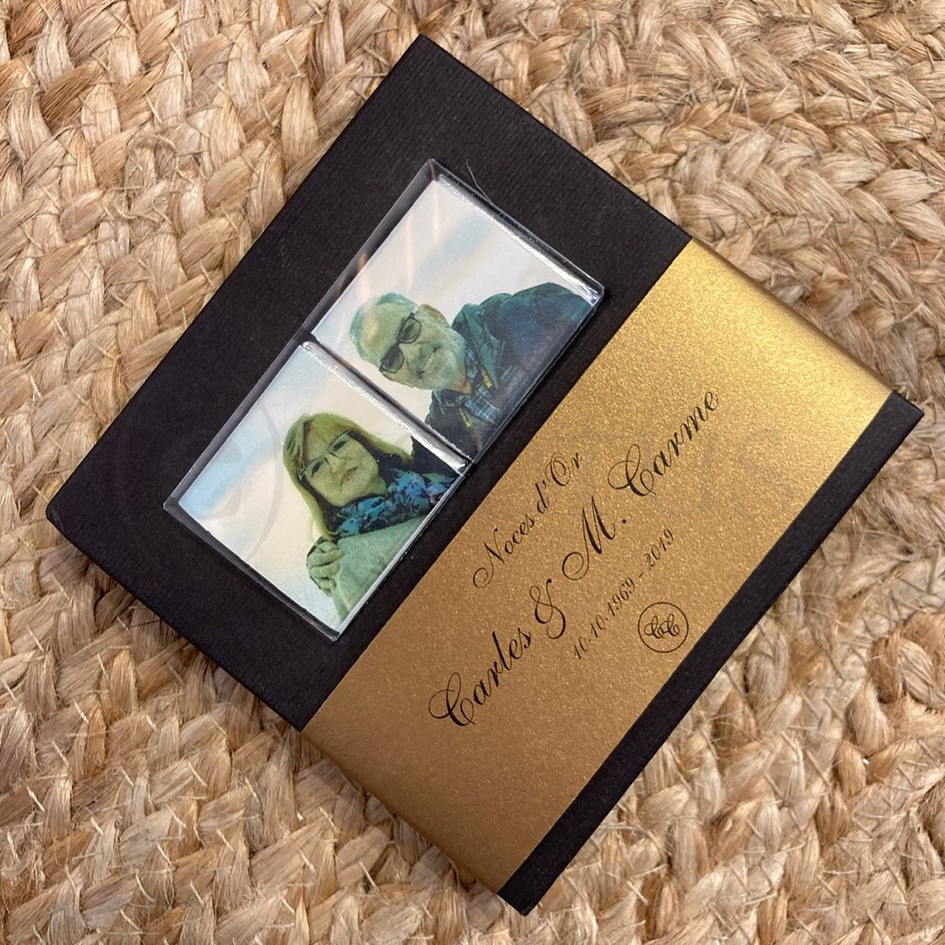 Noces d'Or
Carles & M. Carme
10.10.1969 - 2019
CC